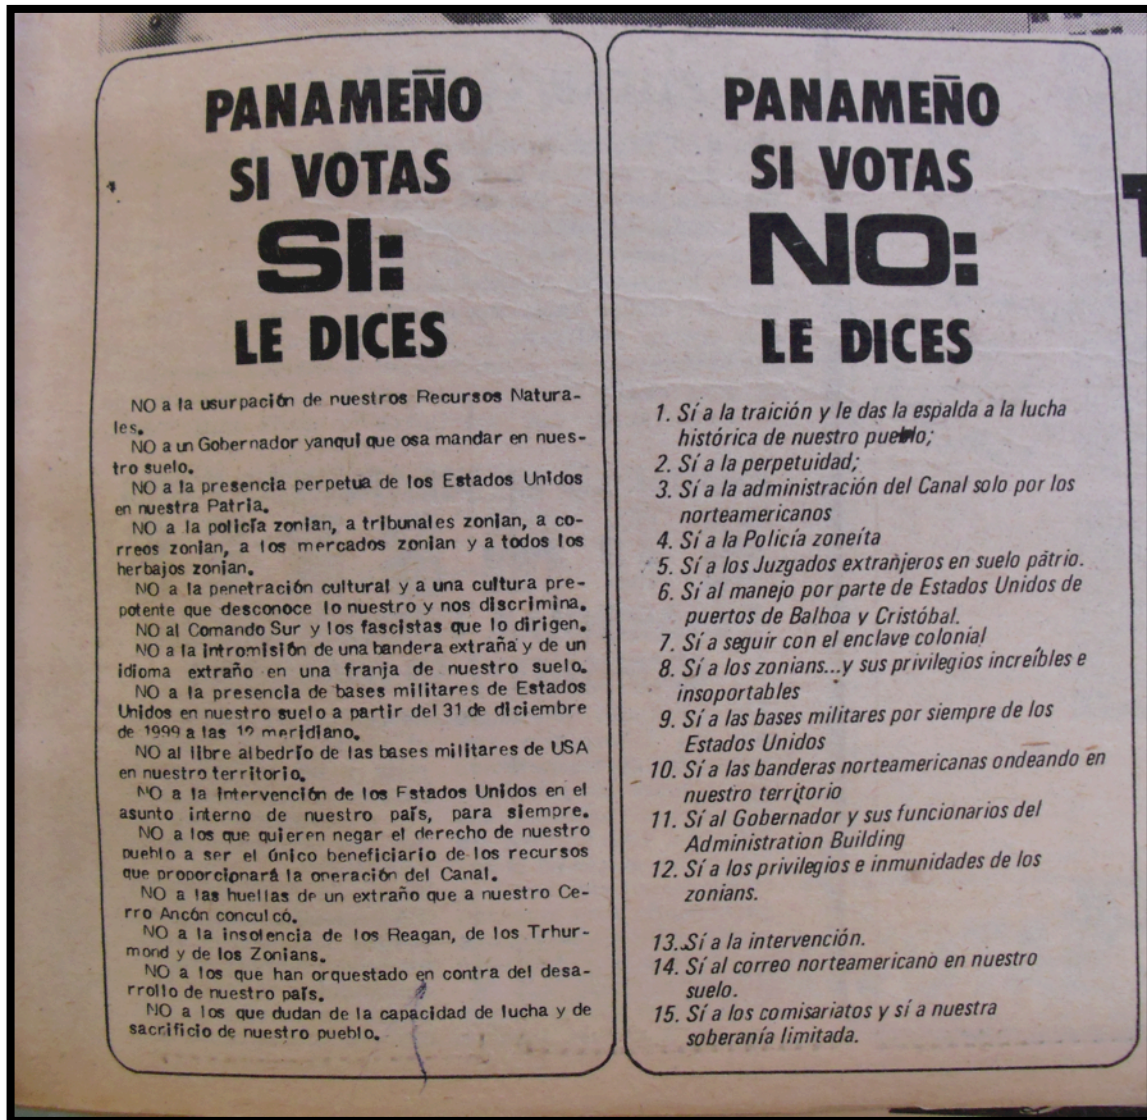 PANAMEÑO
SI VOTAS
SI:
LE DICES
NO a la usurpación de nuestros Recursos Natura-
les.
NO a un Gobernador yanqui que osa mandar en nues-
tro suelo.
NO a la presencia perpetua de los Estados Unidos
en nuestra Patria.
NO a la policía zonian, a tribunales zonian, a co-
rreos zonian, a los mercados zonian y a todos los
herbajos zonian.
NO a la penetración cultural y a una cultura pre-
potente que desconoce lo nuestro y nos discrimina.
NO al Comando Sur y los fascistas que lo dirigen.
NO a la intromisión de una bandera extraña y de un
idioma extraño en una franja de nuestro suelo.
NO a la presencia de bases militares de Estados
Unidos en nuestro suelo a partir del 31 de diciembre
de 1999 a las 12 meridiano.
NO al libre albedrío de las bases militares de USA
en nuestro territorio.
NO a la intervención de los Estados Unidos en el
asunto interno de nuestro país, para siempre.
NO a los que quieren negar el derecho de nuestro
pueblo a ser el único beneficiario de los recursos
que proporcionará la operación del Canal.
NO a las huellas de un extraño que a nuestro Ce-
rro Ancón conculcó.
NO a la insolencia de los Reagan, de los Trhur-
mond y de los Zonians.
NO a los que han orquestado en contra del desa-
rrollo de nuestro país.
NO a los que dudan de la capacidad de lucha y de
sacrificio de nuestro pueblo.
PANAMEÑO
SI VOTAS
NO:
LE DICES
1. Sí a la traición y le das la espalda a la lucha
histórica de nuestro pueblo;
2. Sí a la perpetuidad;
3. Sí a la administración del Canal solo por los
norteamericanos
4. Sí a la Policía zoneíta
5. Sí a los Juzgados extranjeros en suelo pátrio.
6. Sí al manejo por parte de Estados Unidos de
puertos de Balboa y Cristóbal.
7. Sí a seguir con el enclave colonial
8. Sí a los zonians...y sus privilegios increíbles e
insoportables
9. Sí a las bases militares por siempre de los
Estados Unidos
10. Sí a las banderas norteamericanas ondeando en
nuestro territorio
11. Sí al Gobernador y sus funcionarios del
Administration Building
12. Sí a los privilegios e inmunidades de los
zonians.
13. Sí a la intervención.
14. Sí al correo norteamericano en nuestro
suelo.
15. Sí a los comisariatos y sí a nuestra
soberanía limitada.